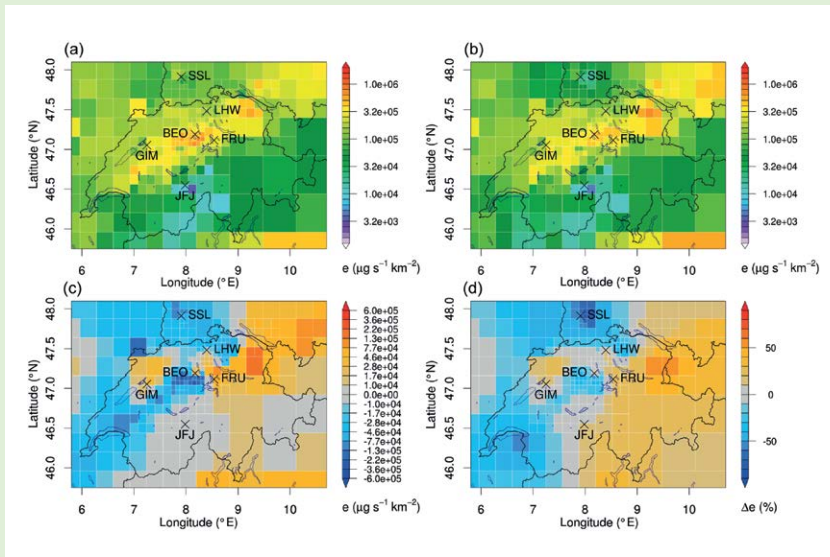 (a)
48.0
47.5
47.0
46.5
46.0
Latitude (°N)
SSL
LHW
BEO
FRU
GIM
JFJ
6 7 8 9 10
Longitude (°E)
1.0e+06
3.2e+05
1.0e+05
3.2e+04
1.0e+04
3.2e+03
e (µg s⁻¹ km⁻²)
(b)
48.0
47.5
47.0
46.5
46.0
Latitude (°N)
SSL
LHW
BEO
FRU
GIM
JFJ
6 7 8 9 10
Longitude (°E)
1.0e+06
3.2e+05
1.0e+05
3.2e+04
1.0e+04
3.2e+03
e (µg s⁻¹ km⁻²)
(c)
48.0
47.5
47.0
46.5
46.0
Latitude (°N)
SSL
LHW
BEO
FRU
GIM
JFJ
6 7 8 9 10
Longitude (°E)
6.0e+05
3.6e+05
2.2e+05
1.3e+05
7.7e+04
4.6e+04
2.8e+04
1.7e+04
1.0e+04
0.0e+00
-1.0e+04
-1.7e+04
-2.8e+04
-4.6e+04
-7.7e+04
-1.3e+05
-2.2e+05
-3.6e+05
-6.0e+05
e (µg s⁻¹ km⁻²)
(d)
48.0
47.5
47.0
46.5
46.0
Latitude (°N)
SSL
LHW
BEO
FRU
GIM
JFJ
6 7 8 9 10
Longitude (°E)
50
0
-50
Δe (%)